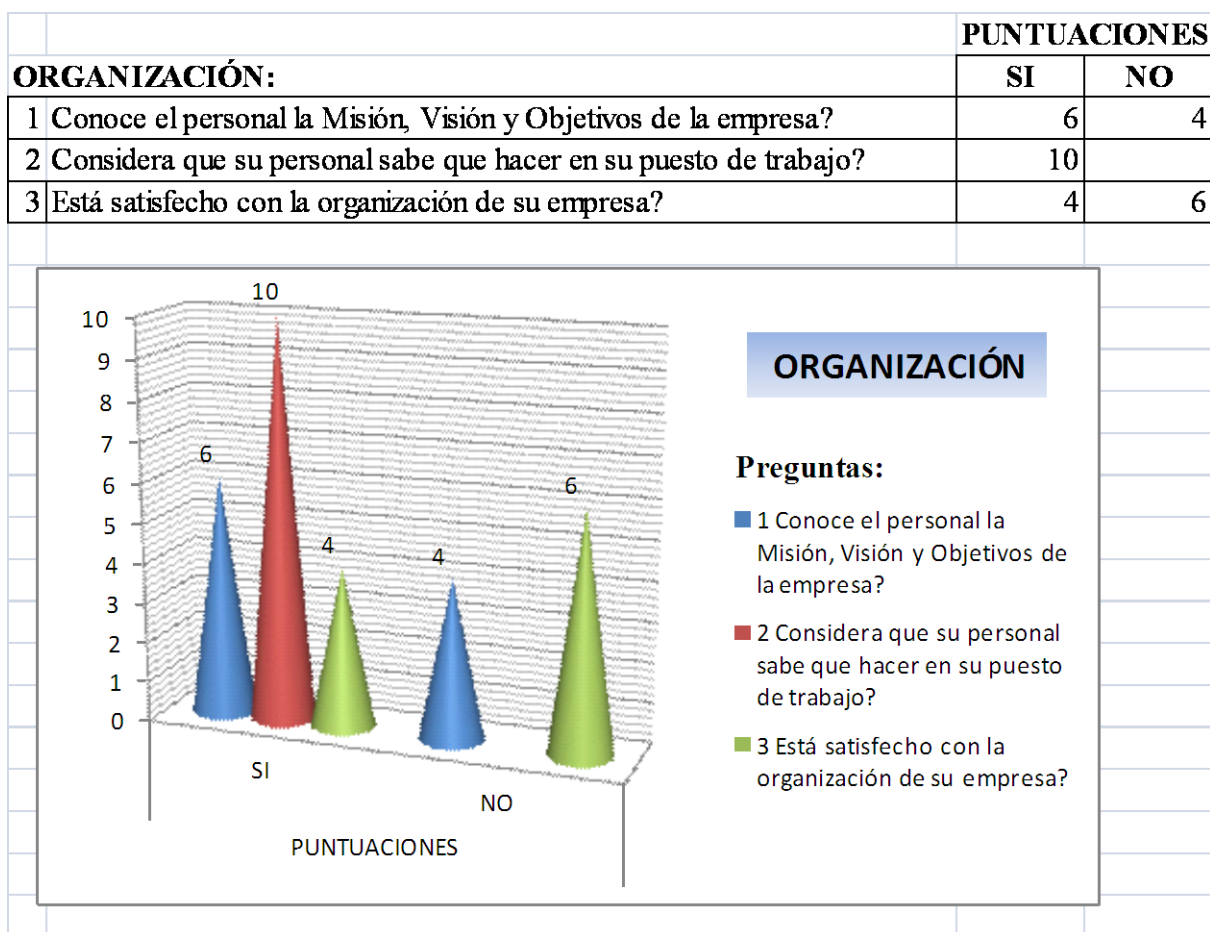 PUNTUACIONES
ORGANIZACIÓN: SI NO
1 Conoce el personal la Misión, Visión y Objetivos de la empresa? 6 4
2 Considera que su personal sabe que hacer en su puesto de trabajo? 10
3 Está satisfecho con la organización de su empresa? 4 6
10
10
9
8
7
6
5
4
3
2
1
0
6
4
4
6
SI
NO
PUNTUACIONES
ORGANIZACIÓN
Preguntas:
1 Conoce el personal la
Misión, Visión y Objetivos de
la empresa?
2 Considera que su personal
sabe que hacer en su puesto
de trabajo?
3 Está satisfecho con la
organización de su empresa?